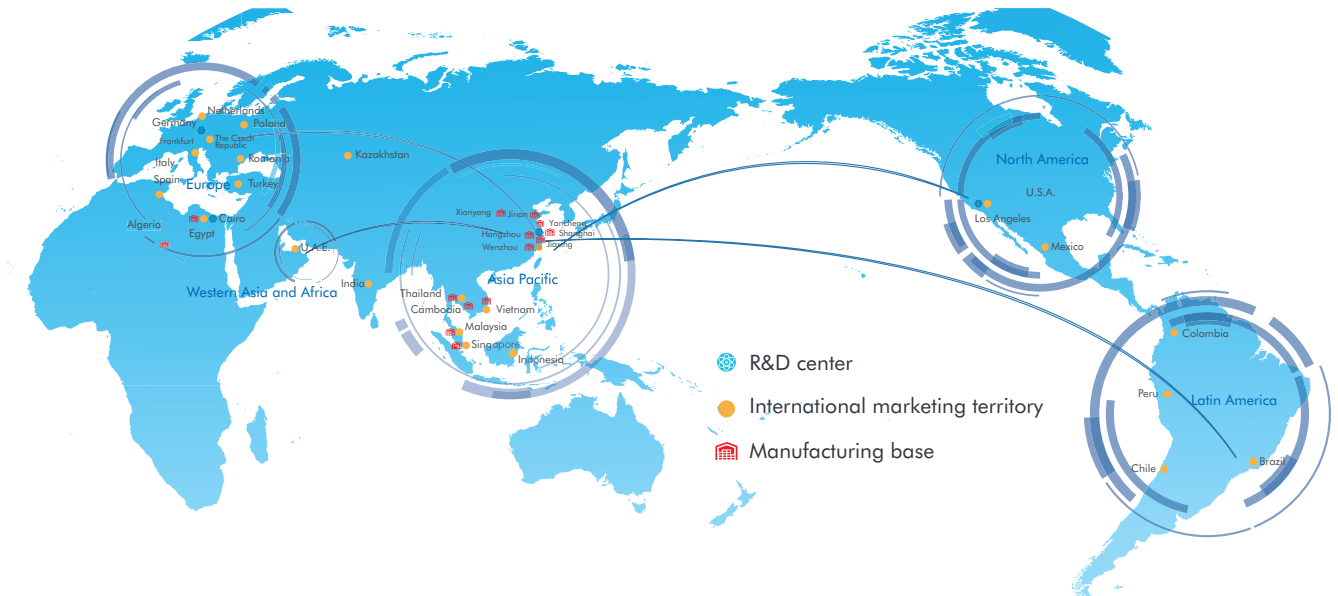 Netherlands
Germany
Poland
Frankfurt
The Czech
Republic
Italy
Romania
Spain
Europe
Turkey
Algeria
Cairo
Egypt
U.A.E.
Western Asia and Africa
Kazakhstan
India
Xianyang
Jinan
Yancheng
Hangzhou
Shanghai
Wenzhou
Jiaxing
Asia Pacific
Thailand
Cambodia
Vietnam
Malaysia
Singapore
Indonesia
North America
U.S.A.
Los Angeles
Mexico
Colombia
Peru
Latin America
Chile
Brazil
R&D center
International marketing territory
Manufacturing base